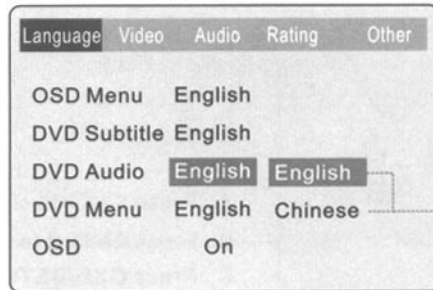 Language Video Audio Rating Other
OSD Menu English
DVD Subtitle English
DVD Audio English English
DVD Menu English Chinese
OSD On